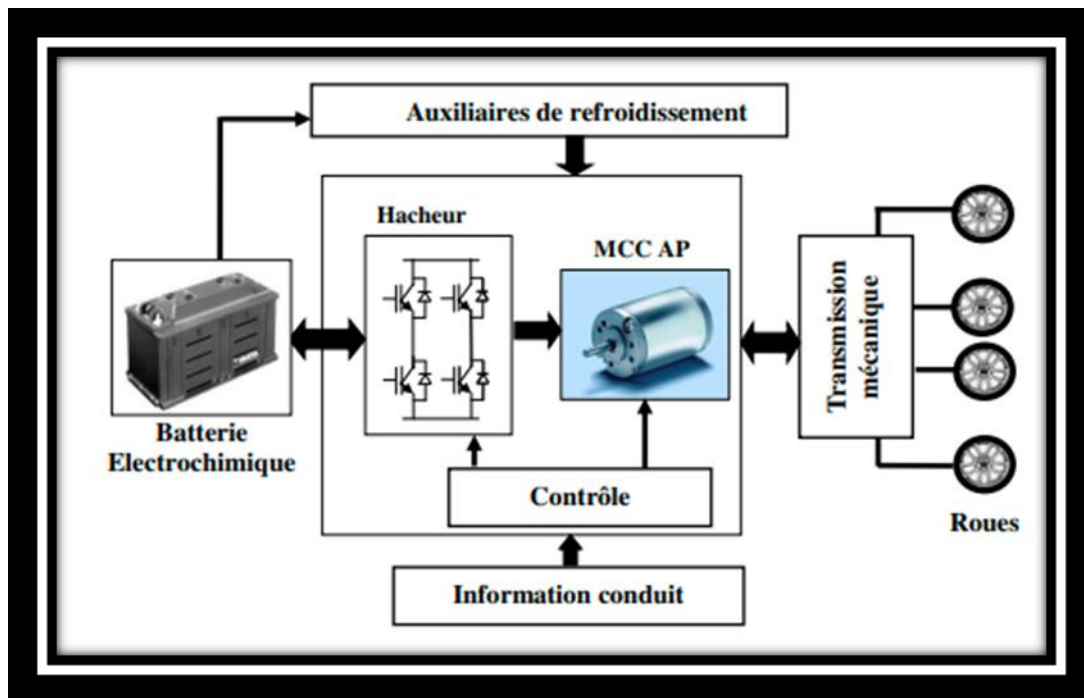 Auxiliaires de refroidissement
Hacheur
MCC AP
Batterie
Electrochimique
Transmission
mécanique
Contrôle
Roues
Information conduit